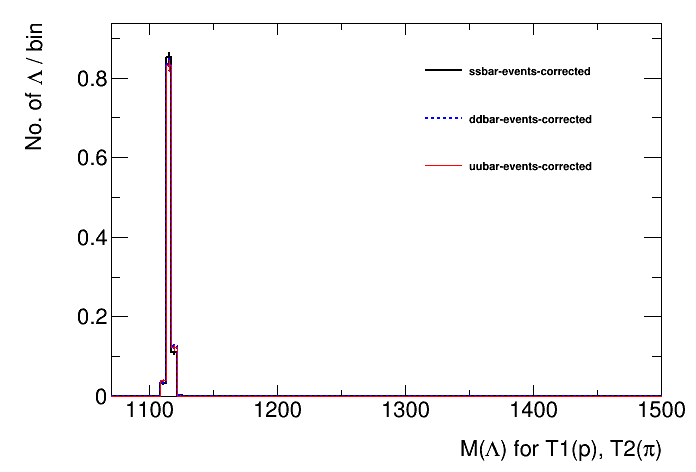 No. of Λ / bin
0.8
0.6
0.4
0.2
0
ssbar-events-corrected
ddbar-events-corrected
uubar-events-corrected
1100 1200 1300 1400 1500
M(Λ) for T1(p), T2(π)